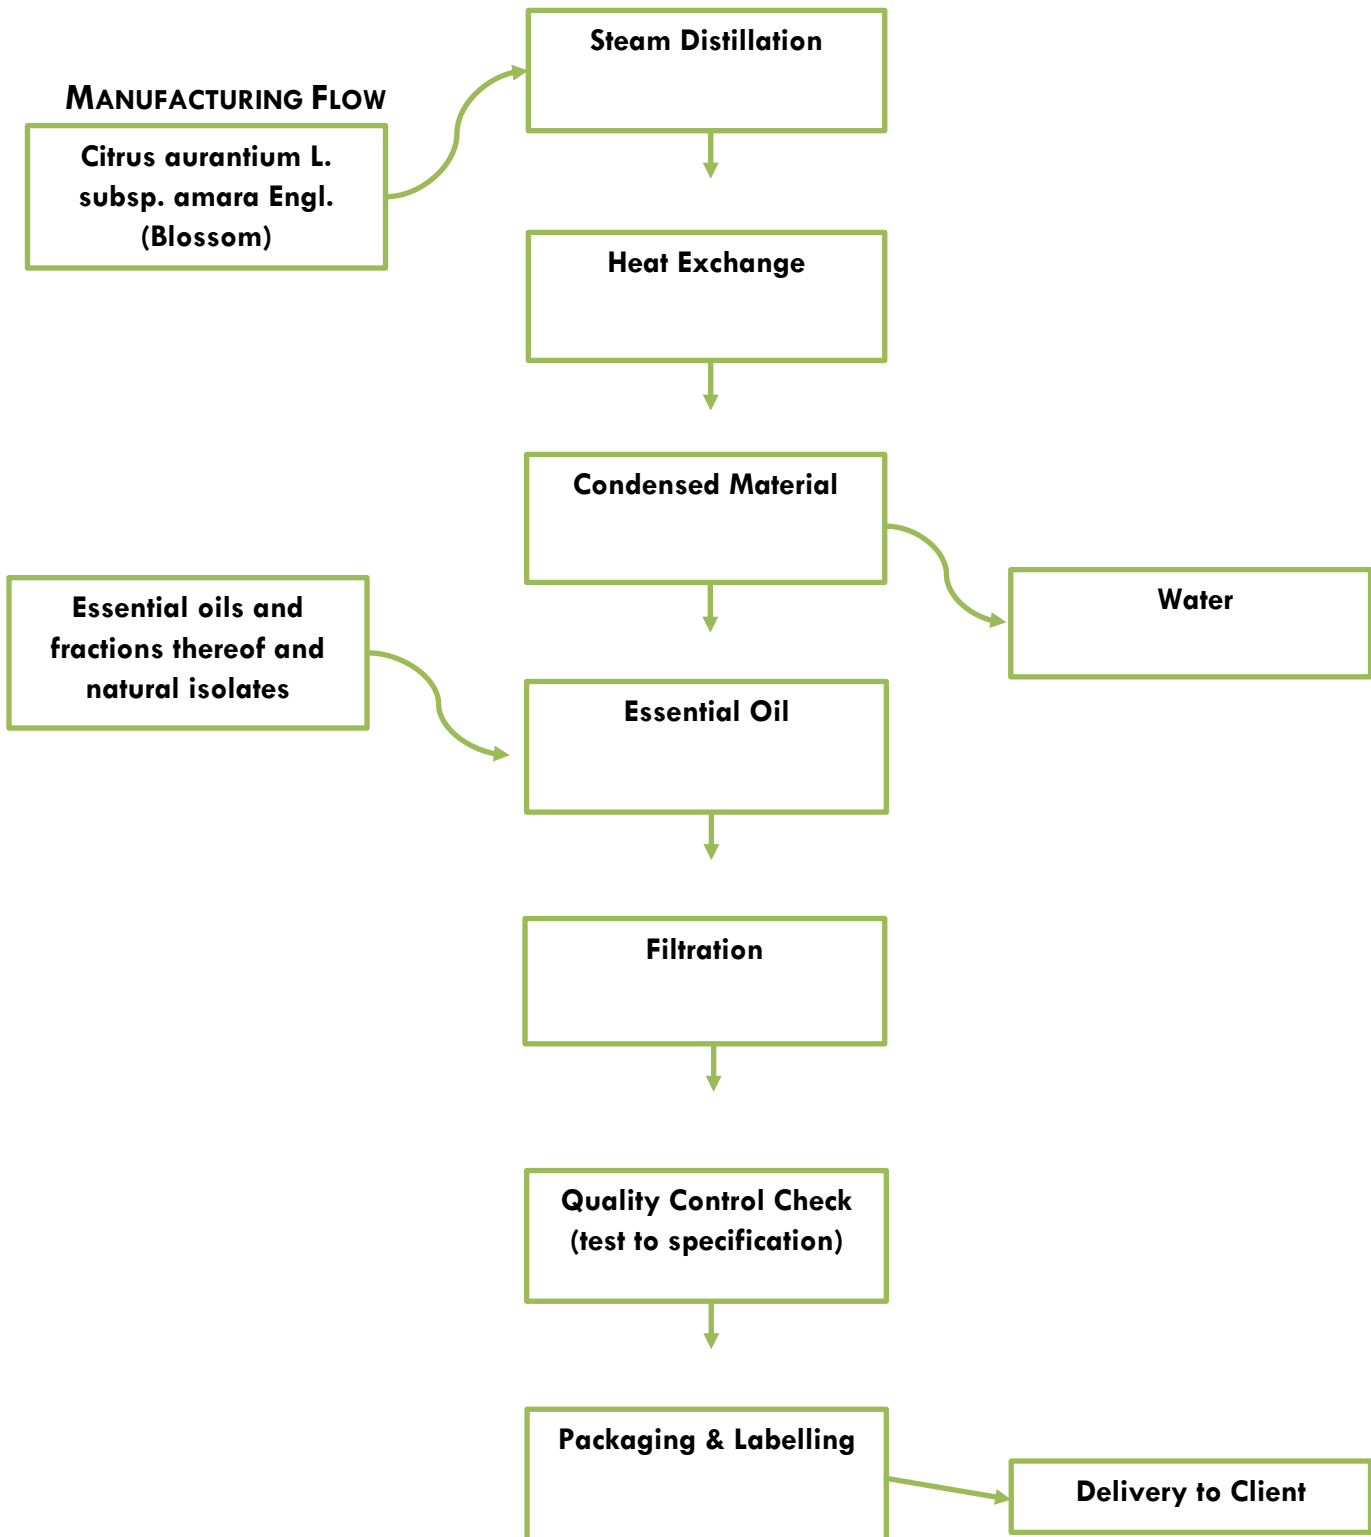 Steam Distillation
MANUFACTURING FLOW
Citrus aurantium L.
subsp. amara Engl.
(Blossom)
Heat Exchange
Condensed Material
Water
Essential oils and
fractions thereof and
natural isolates
Essential Oil
Filtration
Quality Control Check
(test to specification)
Packaging & Labelling
Delivery to Client